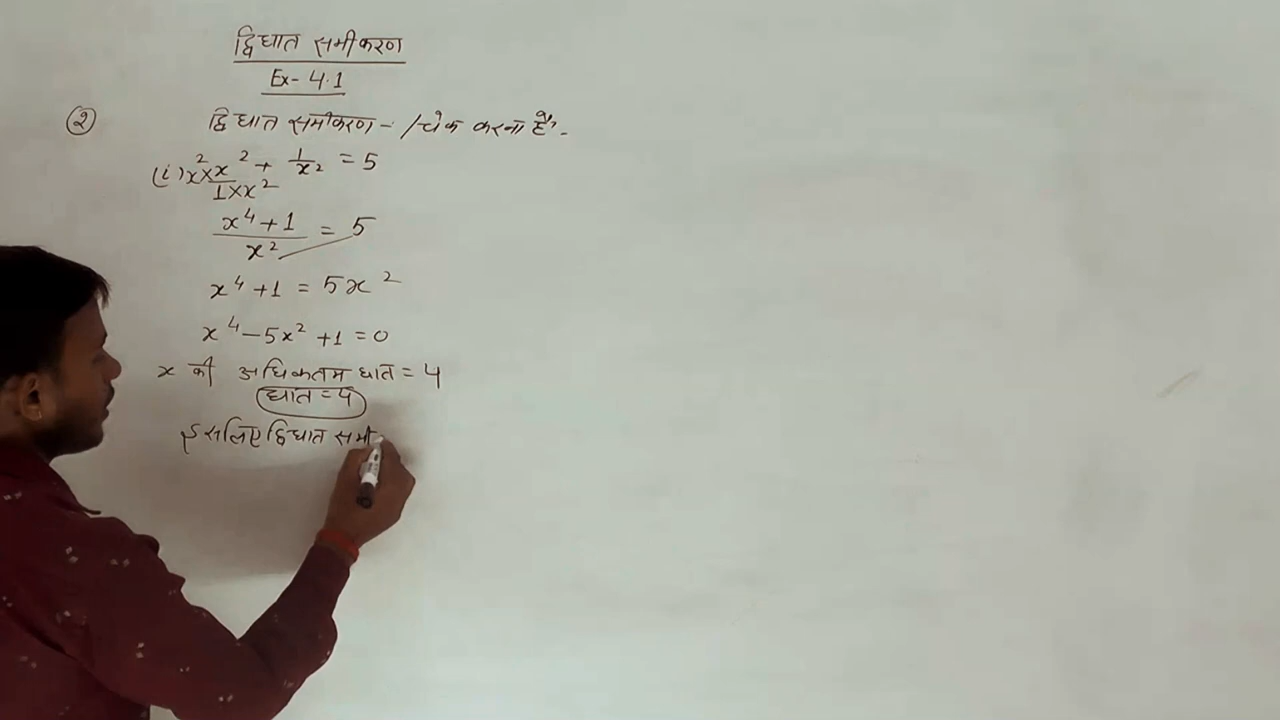 द्विघात समीकरण
Ex- 4.1
② द्विघात समीकरण - /चेक करना है -
(i) x² × x² + 1/x² = 5
1 × x²
x⁴ + 1 / x² = 5
x⁴ + 1 = 5x²
x⁴ - 5x² + 1 = 0
x की अधिकतम घात = 4
घात = 4
इसलिए द्विघात समी